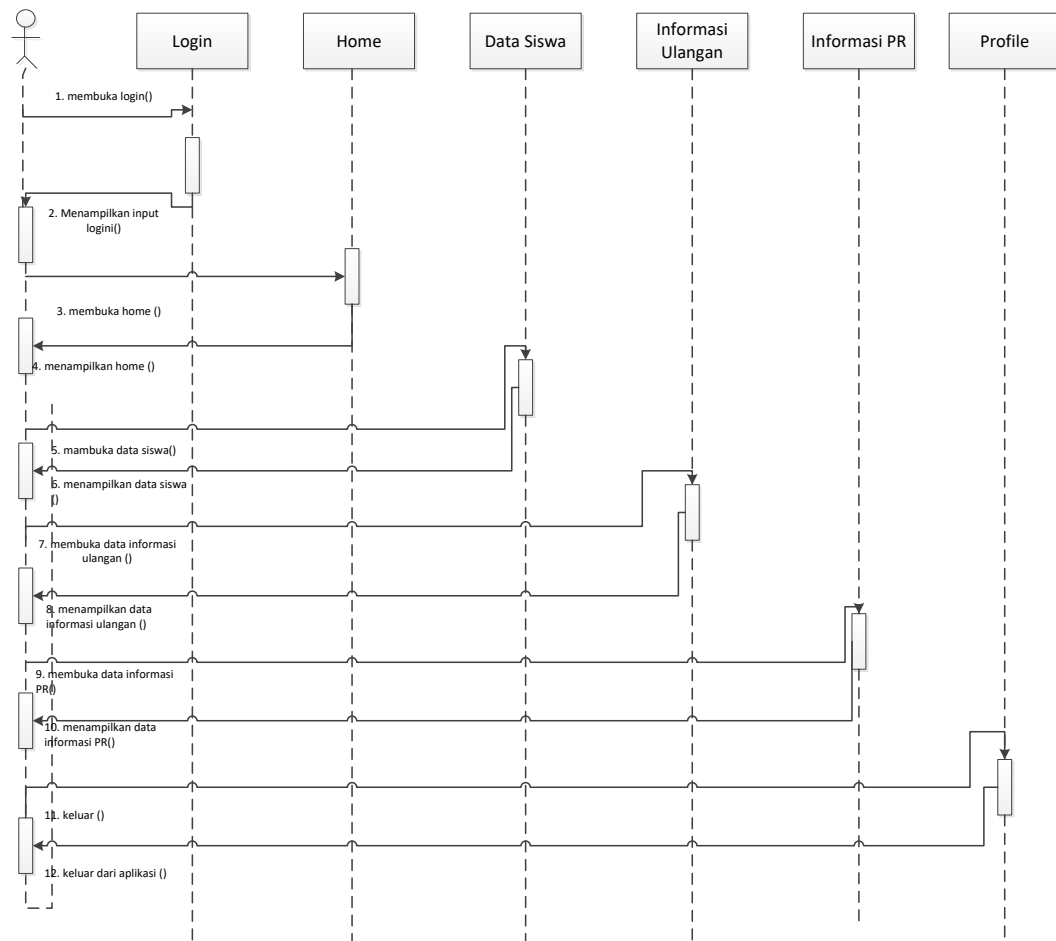 Login
Home
Data Siswa
Informasi
Ulangan
Informasi PR
Profile
1. membuka login()
2. Menampilkan input
logini()
3. membuka home ()
4. menampilkan home ()
5. mambuka data siswa()
6. menampilkan data siswa
()
7. membuka data informasi
ulangan ()
8. menampilkan data
informasi ulangan ()
9. membuka data informasi
PR()
10. menampilkan data
informasi PR()
11. keluar ()
12. keluar dari aplikasi ()